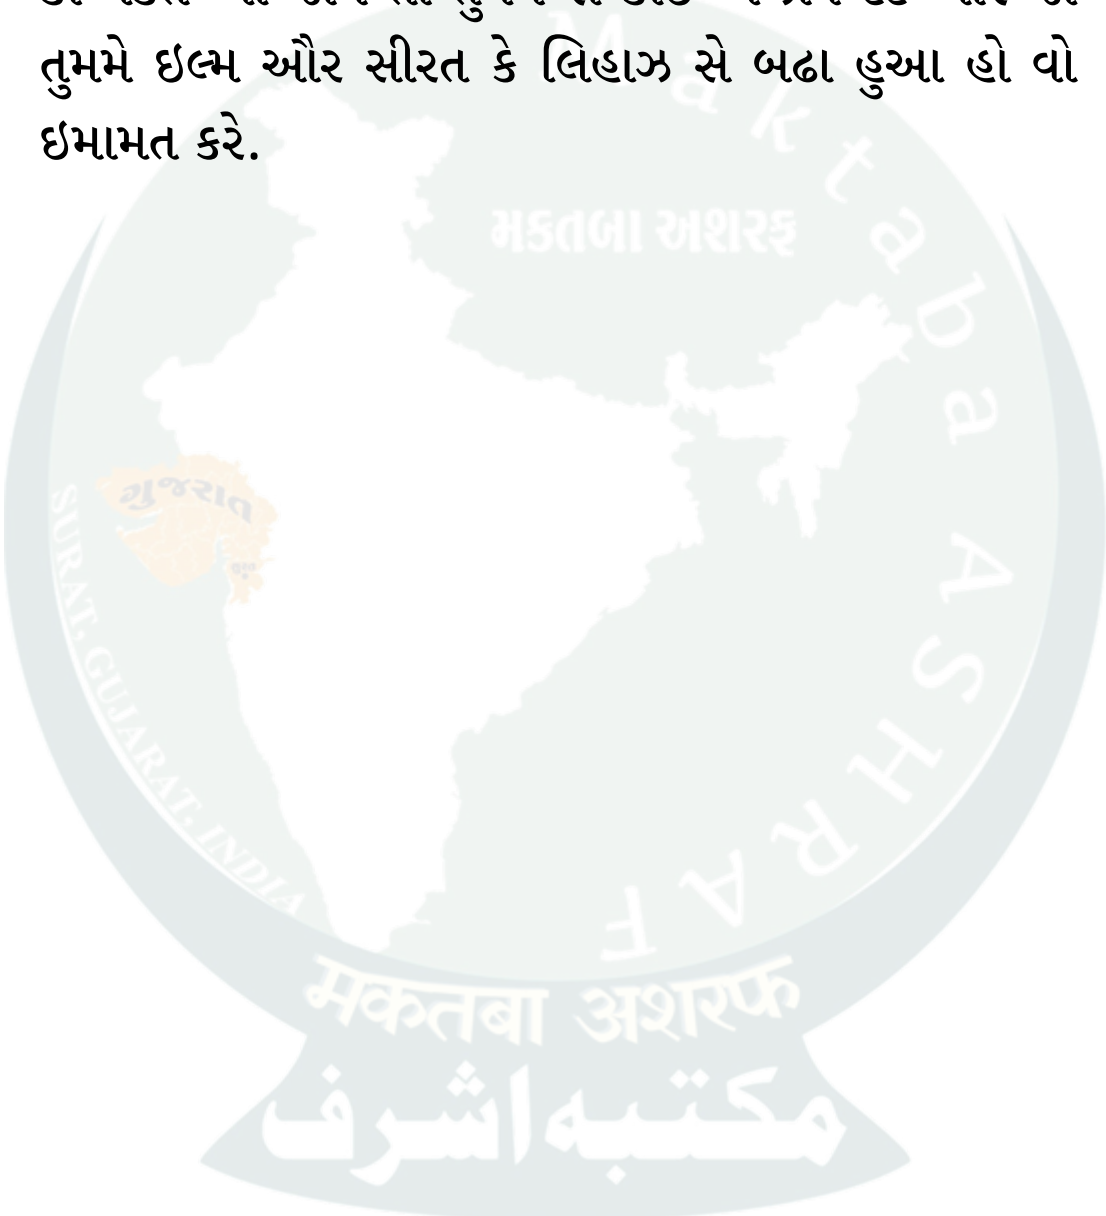 તુમમે ઇલ્મ ઔર સીરત કે લિહાઝ સે બઢા હુઆ હો વો
ઇમામત કરે.
Maktaba ASHRAF
મકતબા અશરફ
ગુજરાત
SURAT, GUJARAT, INDIA
मकतबा अशरफ
مکتبہ اشرف